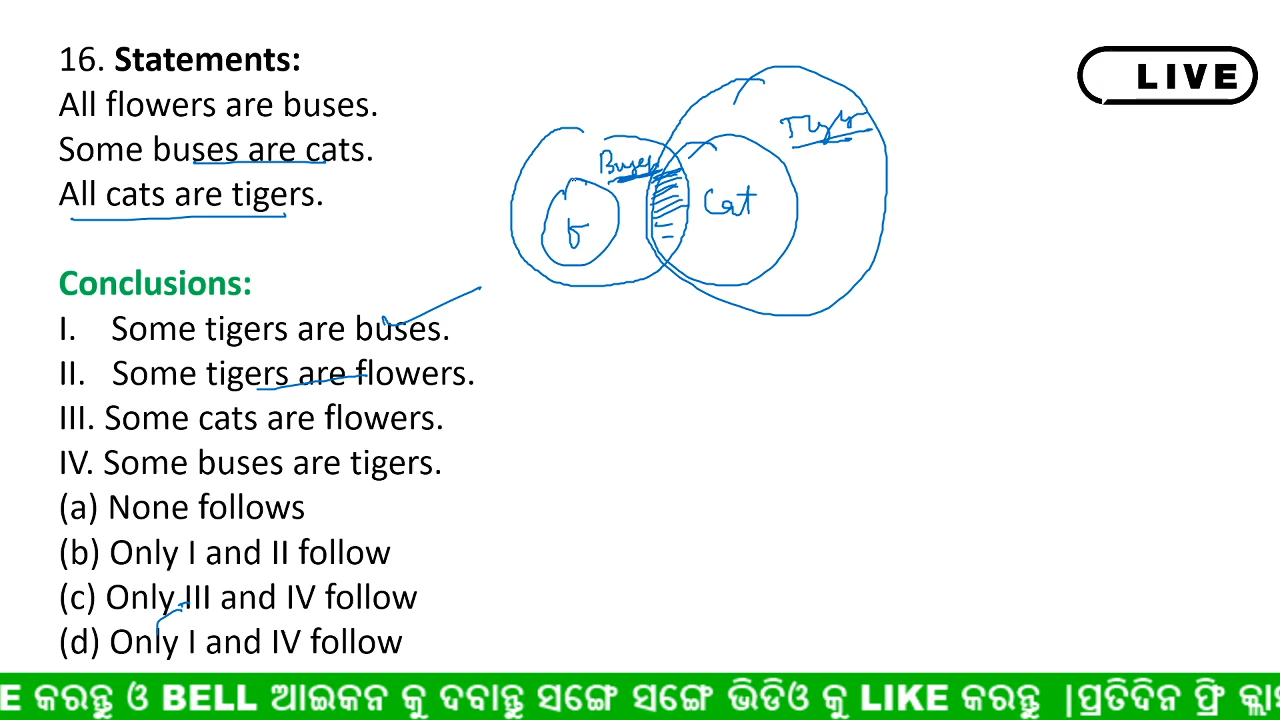 16. Statements:
All flowers are buses.
Some buses are cats.
All cats are tigers.
Conclusions:
I. Some tigers are buses.
II. Some tigers are flowers.
III. Some cats are flowers.
IV. Some buses are tigers.
(a) None follows
(b) Only I and II follow
(c) Only III and IV follow
(d) Only I and IV follow
LIVE
Buses
Cat
f
E କରନ୍ତୁ ଓ BELL ଆଇକନ କୁ ଦବାନ୍ତୁ ସଙ୍ଗେ ସଙ୍ଗେ ଭିଡିଓ କୁ LIKE କରନ୍ତୁ |ପ୍ରତିଦିନ ଫ୍ରି